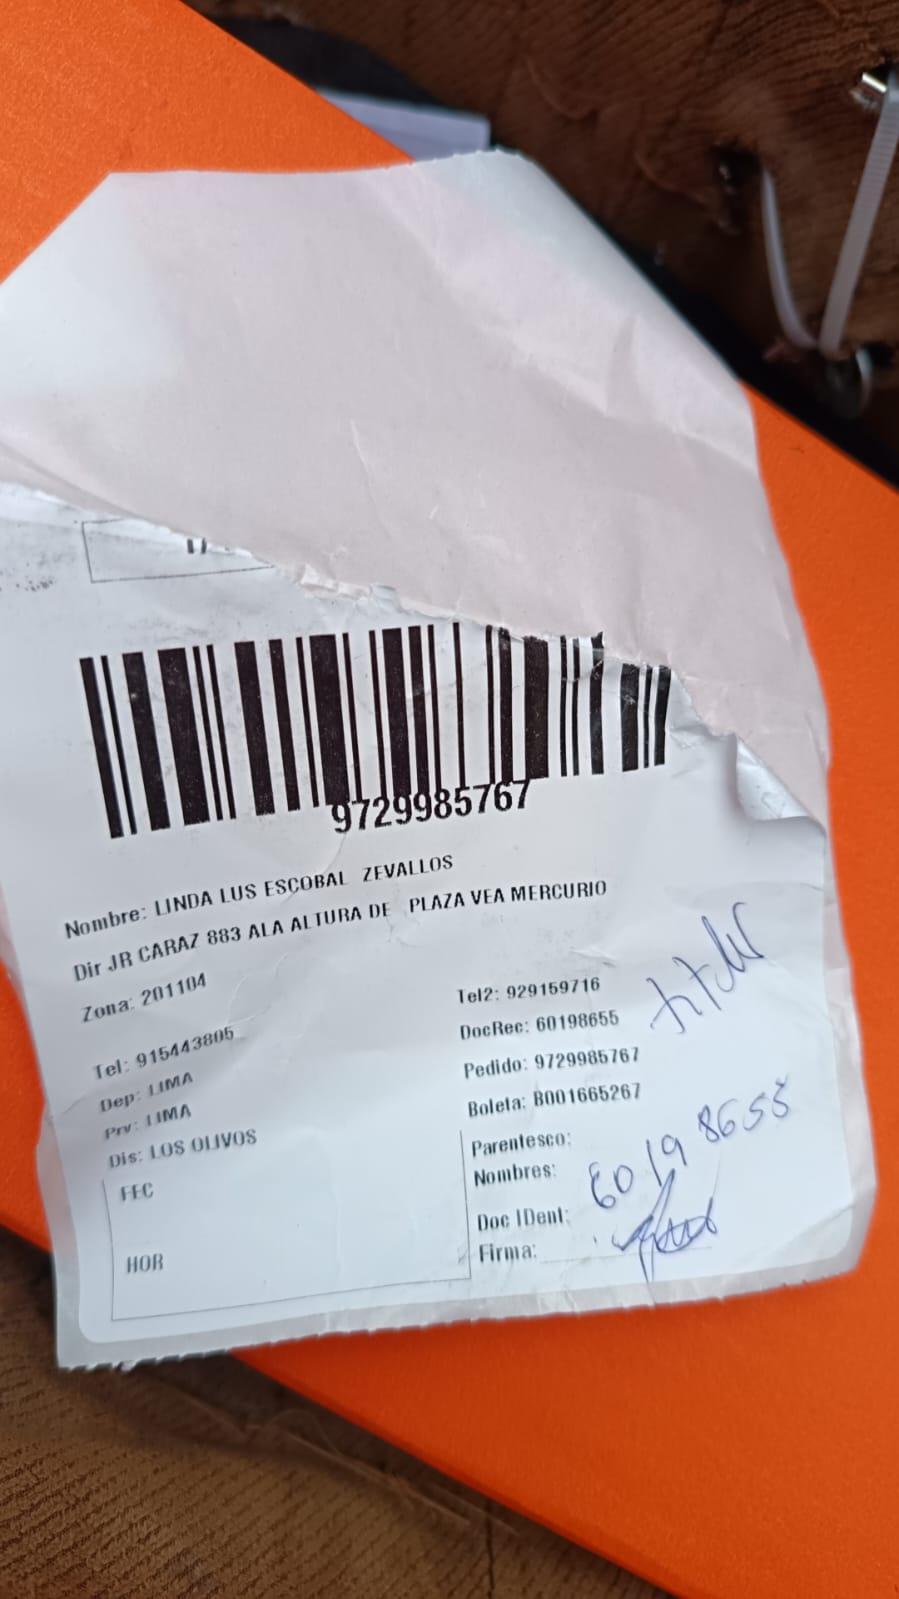 9729985767
Nombre: LINDA LUS ESCOBAL ZEVALLOS
Dir JR CARAZ 883 ALA ALTURA DE PLAZA VEA MERCURIO
Zona: 201104
Tel: 915443805
Dep: LIMA
Prv: LIMA
Dis: LOS OLIVOS
FEC
HOR
Tel2: 929159716
DocRec: 60198655
Pedido: 9729985767
Boleta: B001665267
Parentesco:
Nombres:
Doc IDent:
Firma:
titular
60198655